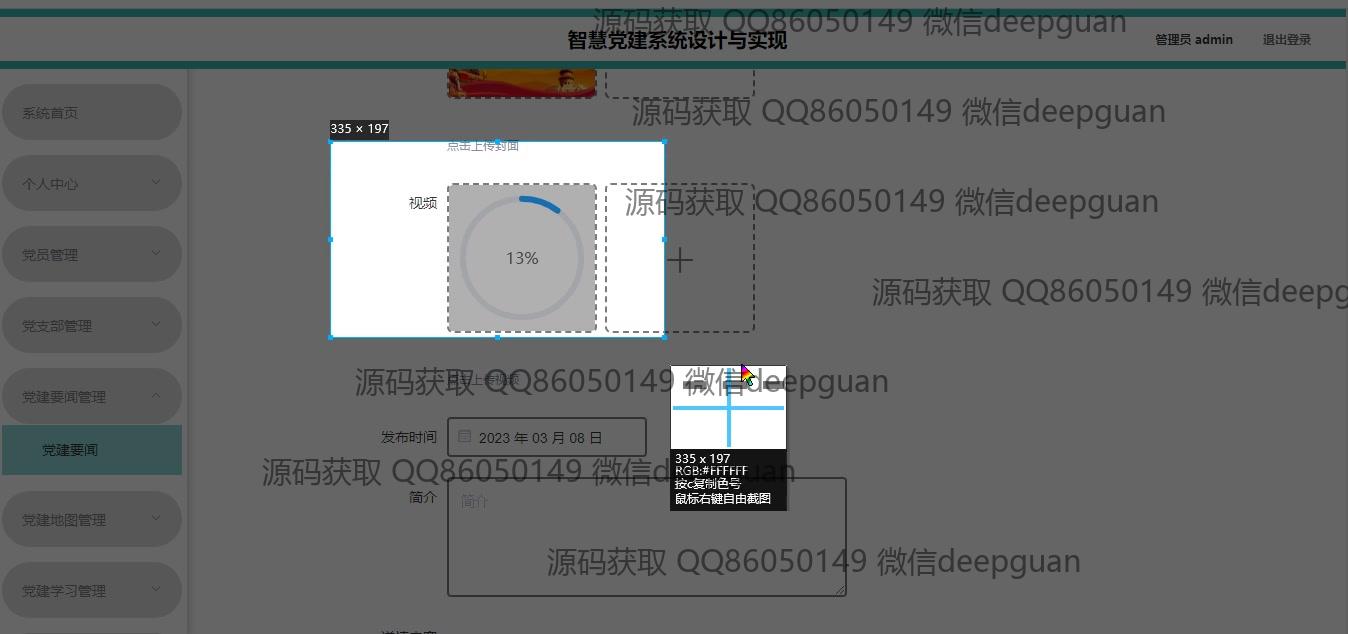 源码获取 QQ86050149 微信deepguan
智慧党建系统设计与实现
管理员 admin
退出登录
源码获取 QQ86050149 微信deepguan
系统首页
335 × 197
点击上传封面
个人中心
视频
源码获取 QQ86050149 微信deepguan
党员管理
13%
源码获取 QQ86050149 微信deepg
党支部管理
点击上传视频
源码获取 QQ86050149 微信deepguan
党建要闻管理
发布时间
2023 年 03 月 08 日
党建要闻
335 x 197
RGB:#FFFFFF
按c复制色号
鼠标右键自由截图
源码获取 QQ86050149 微信deepguan
简介
简介
党建地图管理
源码获取 QQ86050149 微信deepguan
党建学习管理